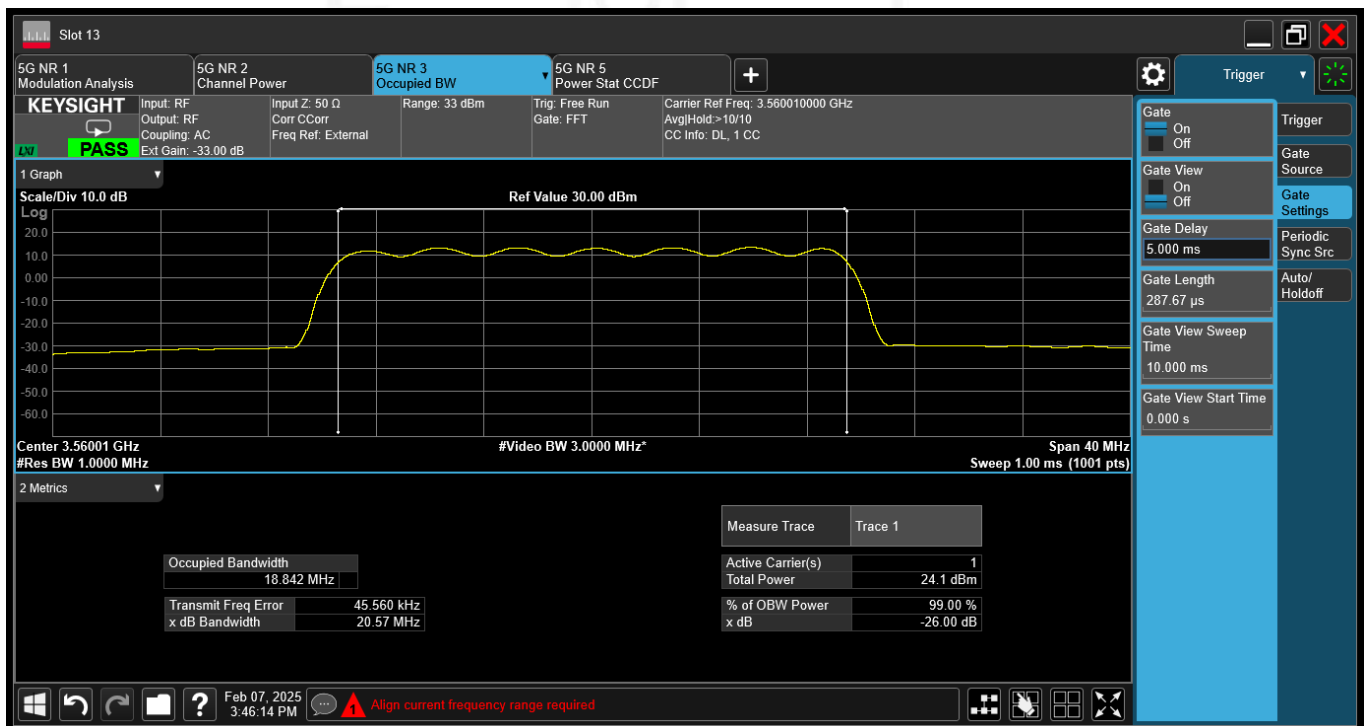 Slot 13
5G NR 1
Modulation Analysis
5G NR 2
Channel Power
5G NR 3
Occupied BW
5G NR 5
Power Stat CCDF
Trigger
KEYSIGHT
LXI
PASS
Input: RF
Output: RF
Coupling: AC
Ext Gain: -33.00 dB
Input Z: 50 Ω
Corr CCorr
Freq Ref: External
Range: 33 dBm
Trig: Free Run
Gate: FFT
Carrier Ref Freq: 3.560010000 GHz
Avg|Hold:>10/10
CC Info: DL, 1 CC
1 Graph
Scale/Div 10.0 dB
Ref Value 30.00 dBm
Log
20.0
10.0
0.00
-10.0
-20.0
-30.0
-40.0
-50.0
-60.0
Center 3.56001 GHz
#Video BW 3.0000 MHz*
Span 40 MHz
#Res BW 1.0000 MHz
Sweep 1.00 ms (1001 pts)
2 Metrics
Measure Trace Trace 1
Occupied Bandwidth
18.842 MHz
Transmit Freq Error 45.560 kHz
x dB Bandwidth 20.57 MHz
Active Carrier(s) 1
Total Power 24.1 dBm
% of OBW Power 99.00 %
x dB -26.00 dB
Gate
On
Off
Gate View
On
Off
Gate Delay
5.000 ms
Gate Length
287.67 µs
Gate View Sweep
Time
10.000 ms
Gate View Start Time
0.000 s
Trigger
Gate
Source
Gate
Settings
Periodic
Sync Src
Auto/
Holdoff
?
Feb 07, 2025
3:46:14 PM
1
Align current frequency range required